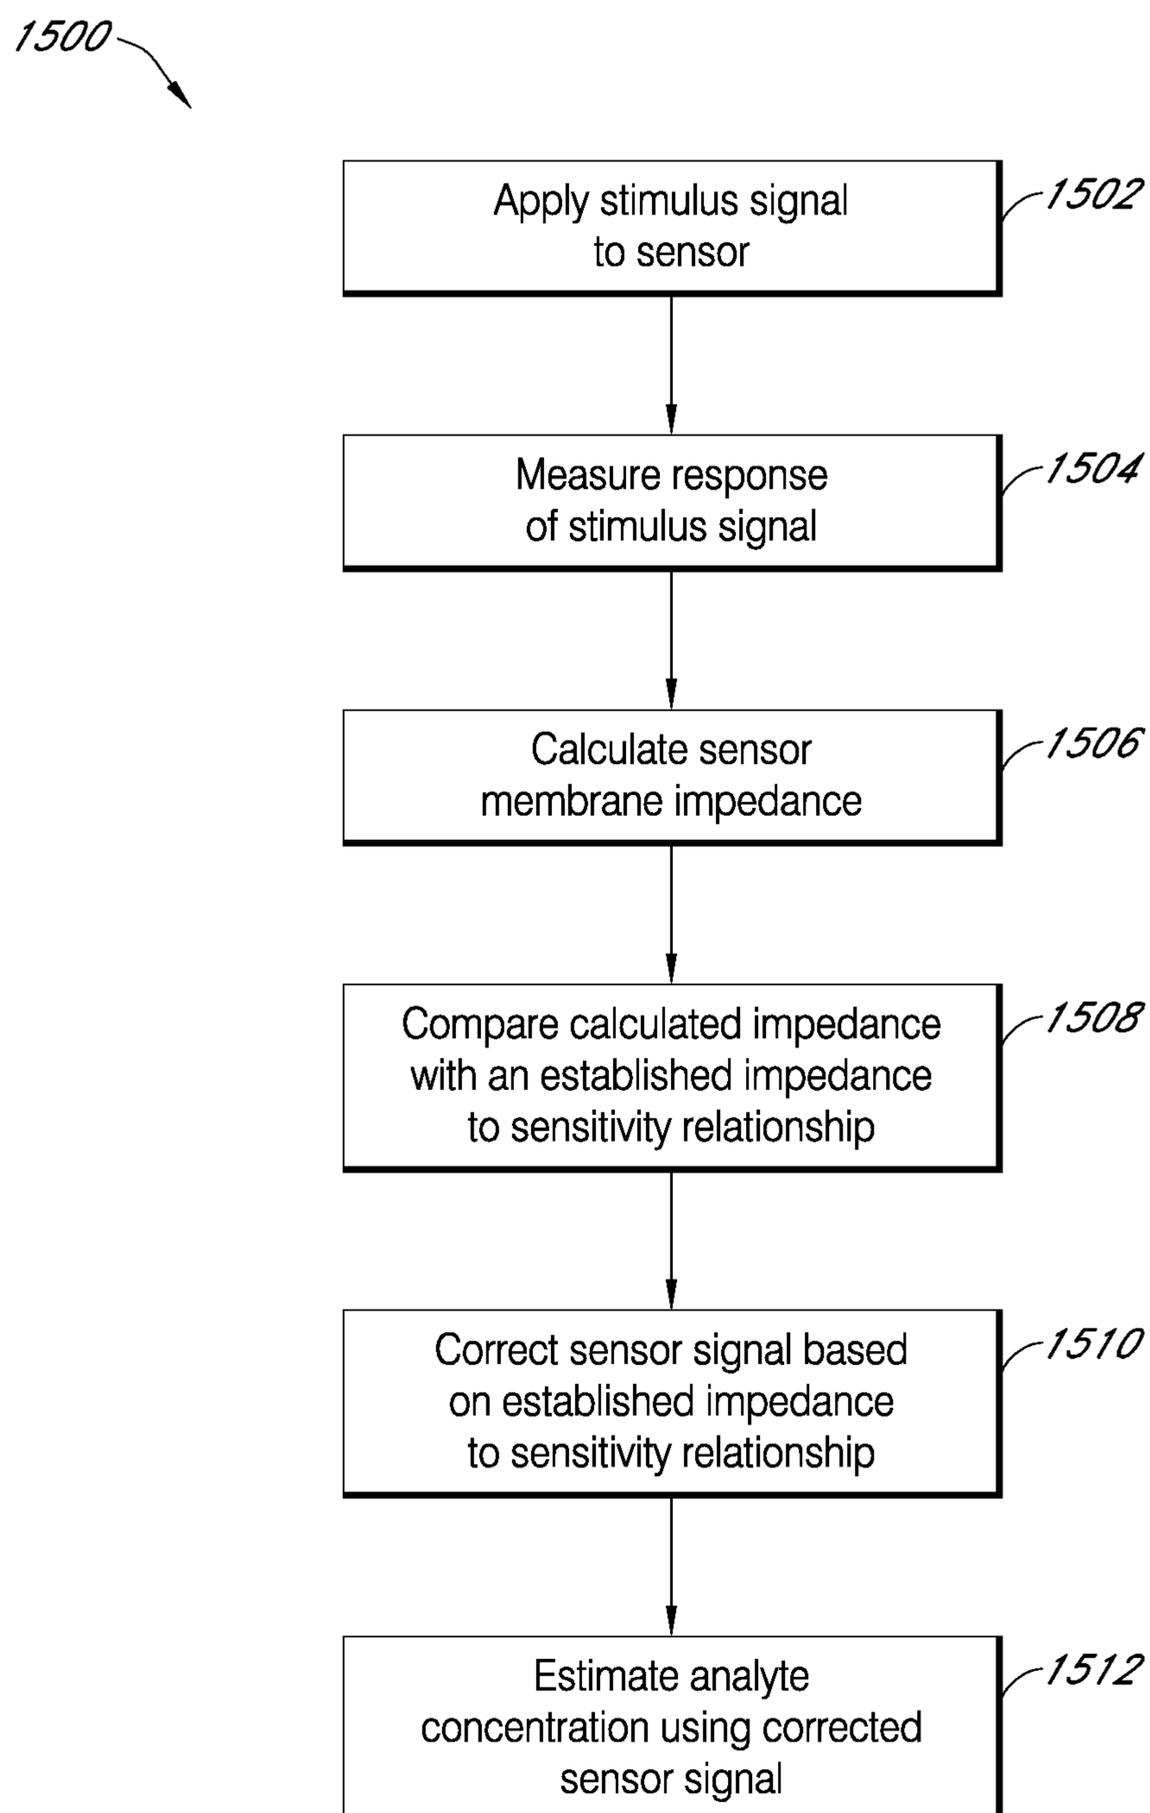 1500
Apply stimulus signal
to sensor
1502
Measure response
of stimulus signal
1504
Calculate sensor
membrane impedance
1506
Compare calculated impedance
with an established impedance
to sensitivity relationship
1508
Correct sensor signal based
on established impedance
to sensitivity relationship
1510
Estimate analyte
concentration using corrected
sensor signal
1512